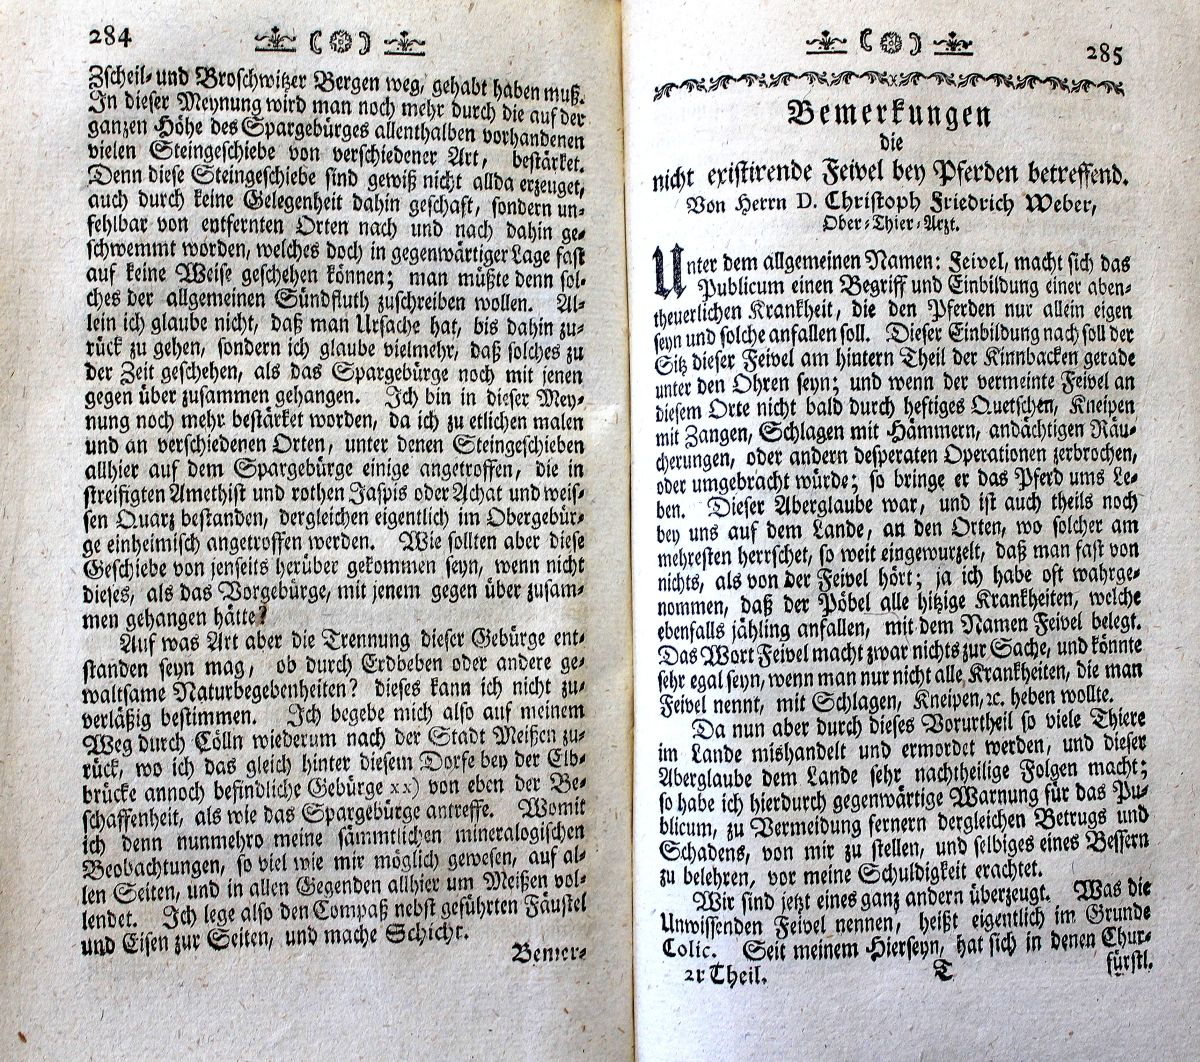 284
Zscheil- und Broschwitzer Bergen weg, gehabt haben muß.
In dieser Meynung wird man noch mehr durch die auf der
ganzen Höhe des Spargebürges allenthalben vorhandenen
vielen Steingeschiebe von verschiedener Art, bestärket.
Denn diese Steingeschiebe sind gewiß nicht allda erzeuget,
auch durch keine Gelegenheit dahin geschaft, sondern un-
fehlbar von entfernten Orten nach und nach dahin ge-
schwemmt worden, welches doch in gegenwärtiger Lage fast
auf keine Weise geschehen können; man müßte denn sol-
ches der allgemeinen Sündfluth zuschreiben wollen. Al-
lein ich glaube nicht, daß man Ursache hat, bis dahin zu-
rück zu gehen, sondern ich glaube vielmehr, daß solches zu
der Zeit geschehen, als das Spargebürge noch mit jenen
gegen über zusammen gehangen. Ich bin in dieser Mey-
nung noch mehr bestärket worden, da ich zu etlichen malen
und an verschiedenen Orten, unter denen Steingeschieben
allhier auf dem Spargebürge einige angetroffen, die in
streifigten Amethist und rothen Jaspis oder Achat und weis-
sen Quarz bestanden, dergleichen eigentlich im Obergebür-
ge einheimisch angetroffen werden. Wie sollten aber diese
Geschiebe von jenseits herüber gekommen seyn, wenn nicht
dieses, als das Vorgebürge, mit jenem gegen über zusam-
men gehangen hätte?
Auf was Art aber die Trennung dieser Gebürge ent-
standen seyn mag, ob durch Erdbeben oder andere ge-
waltsame Naturbegebenheiten? dieses kann ich nicht zu-
verläßig bestimmen. Ich begebe mich also auf meinem
Weg durch Cölln wiederum nach der Stadt Meißen zu-
rück, wo ich das gleich hinter diesem Dorfe bey der Elb-
brücke annoch befindliche Gebürge xx) von eben der Be-
schaffenheit, als wie das Spargebürge antreffe. Womit
ich denn nunmehro meine sämmtlichen mineralogischen
Beobachtungen, so viel wie mir möglich gewesen, auf al-
len Seiten, und in allen Gegenden allhier um Meißen vol-
lendet. Ich lege also den Compaß nebst geführten Fäustel
und Eisen zur Seiten, und mache Schicht.
Bemer-
285
Bemerkungen
die
nicht existirende Feivel bey Pferden betreffend.
Von Herrn D. Christoph Friedrich Weber,
Ober-Thier-Arzt.
Unter dem allgemeinen Namen: Feivel, macht sich das
Publicum einen Begriff und Einbildung einer aben-
theuerlichen Krankheit, die den Pferden nur allein eigen
seyn und solche anfallen soll. Dieser Einbildung nach soll der
Sitz dieser Feivel am hintern Theil der Kinnbacken gerade
unter den Ohren seyn; und wenn der vermeinte Feivel an
diesem Orte nicht bald durch heftiges Quetschen, Kneipen
mit Zangen, Schlagen mit Hämmern, andächtigen Räu-
cherungen, oder andern desperaten Operationen zerbrochen,
oder umgebracht würde; so bringe er das Pferd ums Le-
ben. Dieser Aberglaube war, und ist auch theils noch
bey uns auf dem Lande, an den Orten, wo solcher am
mehresten herrschet, so weit eingewurzelt, daß man fast von
nichts, als von der Feivel hört; ja ich habe oft wahrge-
nommen, daß der Pöbel alle hitzige Krankheiten, welche
ebenfalls jähling anfallen, mit dem Namen Feivel belegt.
Das Wort Feivel macht zwar nichts zur Sache, und könnte
sehr egal seyn, wenn man nur nicht alle Krankheiten, die man
Feivel nennt, mit Schlagen, Kneipen, ꝛc. heben wollte.
Da nun aber durch dieses Vorurtheil so viele Thiere
im Lande mishandelt und ermordet werden, und dieser
Aberglaube dem Lande sehr nachtheilige Folgen macht;
so habe ich hierdurch gegenwärtige Warnung für das Pu-
blicum, zu Vermeidung fernern dergleichen Betrugs und
Schadens, von mir zu stellen, und selbiges eines Bessern
zu belehren, vor meine Schuldigkeit erachtet.
Wir sind jetzt eines ganz andern überzeugt. Was die
Unwissenden Feivel nennen, heißt eigentlich im Grunde
Colic. Seit meinem Hierseyn, hat sich in denen Chur-
2r Theil. T fürstl.